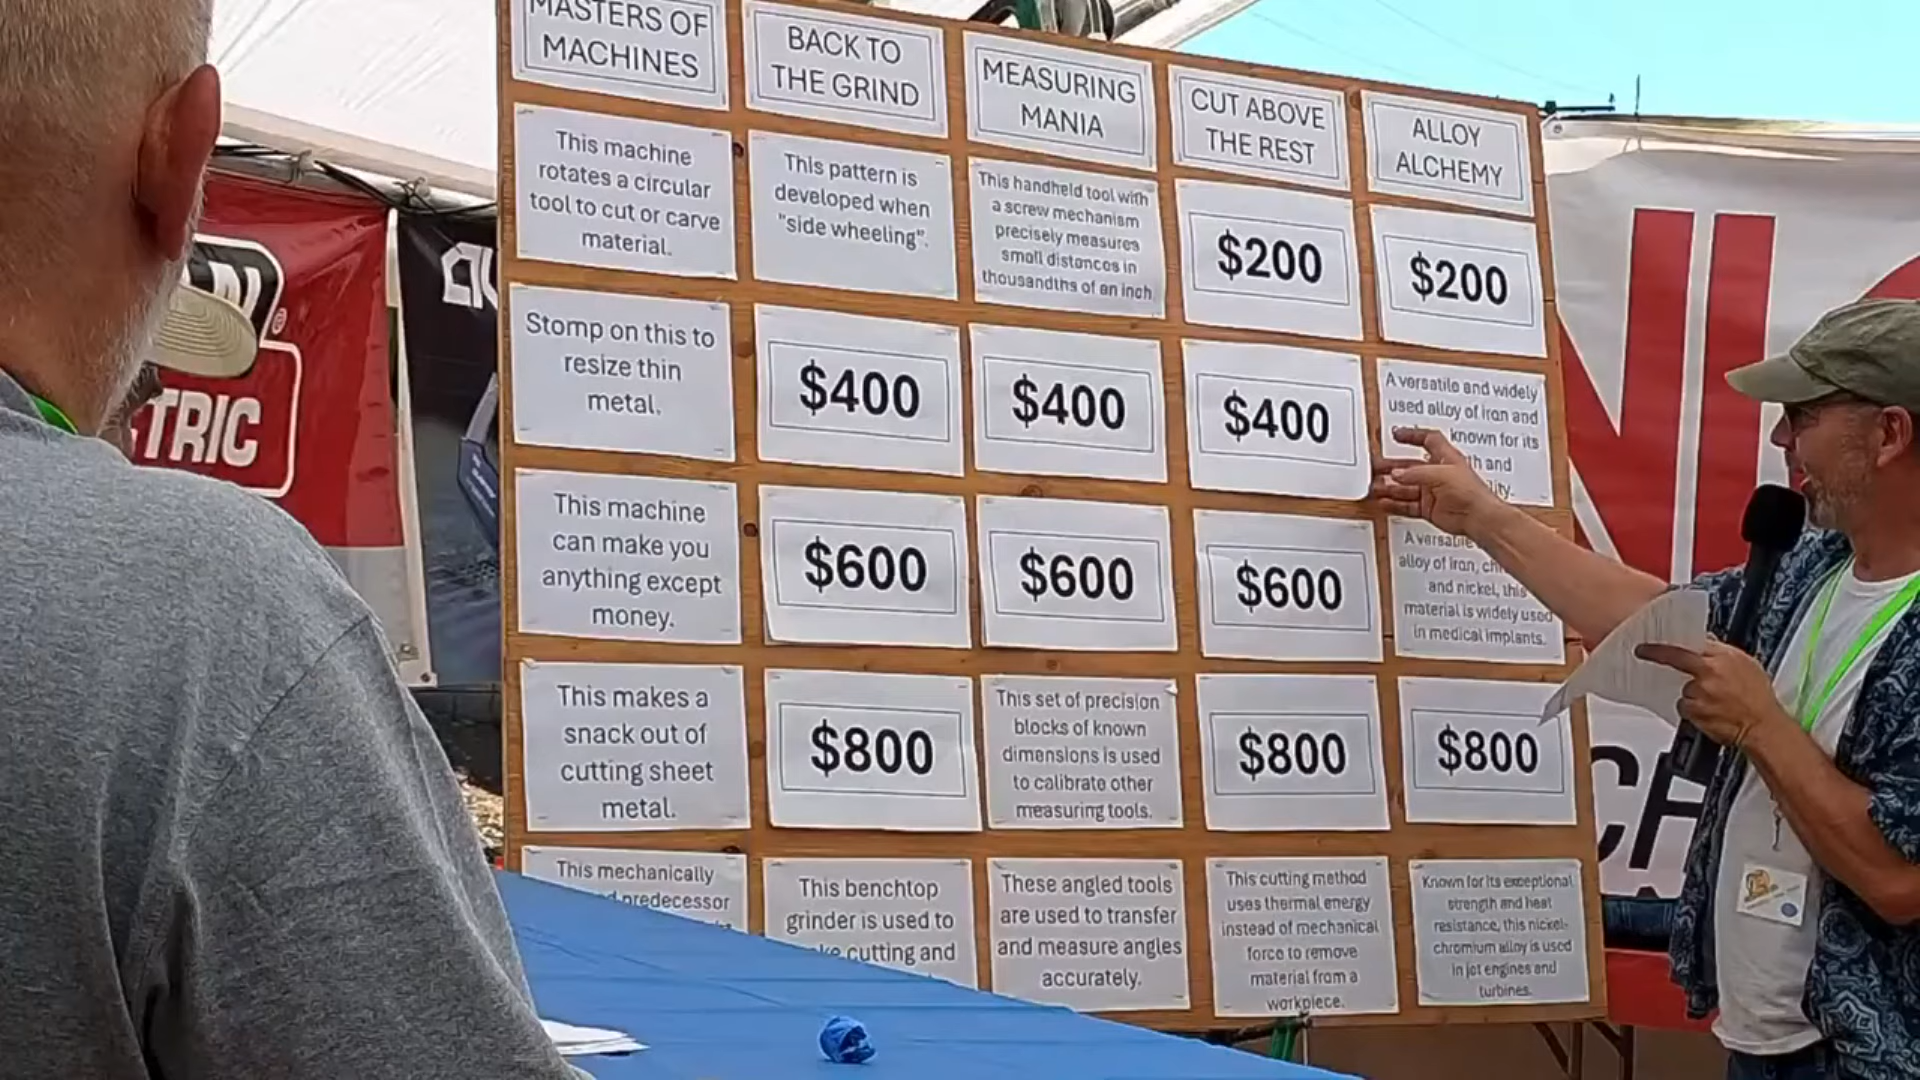 MASTERS OF
MACHINES
BACK TO
THE GRIND
MEASURING
MANIA
CUT ABOVE
THE REST
ALLOY
ALCHEMY
This machine
rotates a circular
tool to cut or carve
material.
This pattern is
developed when
"side wheeling".
This handheld tool with
a screw mechanism
precisely measures
small distances in
thousandths of an inch
$200
$200
Stomp on this to
resize thin
metal.
$400
$400
$400
A versatile and widely
used alloy of iron and
known for its
and
This machine
can make you
anything except
money.
$600
$600
$600
A versatile
alloy of iron,
and nickel, this
material is widely used
in medical implants.
This makes a
snack out of
cutting sheet
metal.
$800
This set of precision
blocks of known
dimensions is used
to calibrate other
measuring tools.
$800
$800
This mechanically
predecessor
This benchtop
grinder is used to
cutting and
These angled tools
are used to transfer
and measure angles
accurately.
This cutting method
uses thermal energy
instead of mechanical
force to remove
material from a
workpiece.
Known for its exceptional
strength and heat
resistance, this nickel-
chromium alloy is used
in jet engines and
turbines.